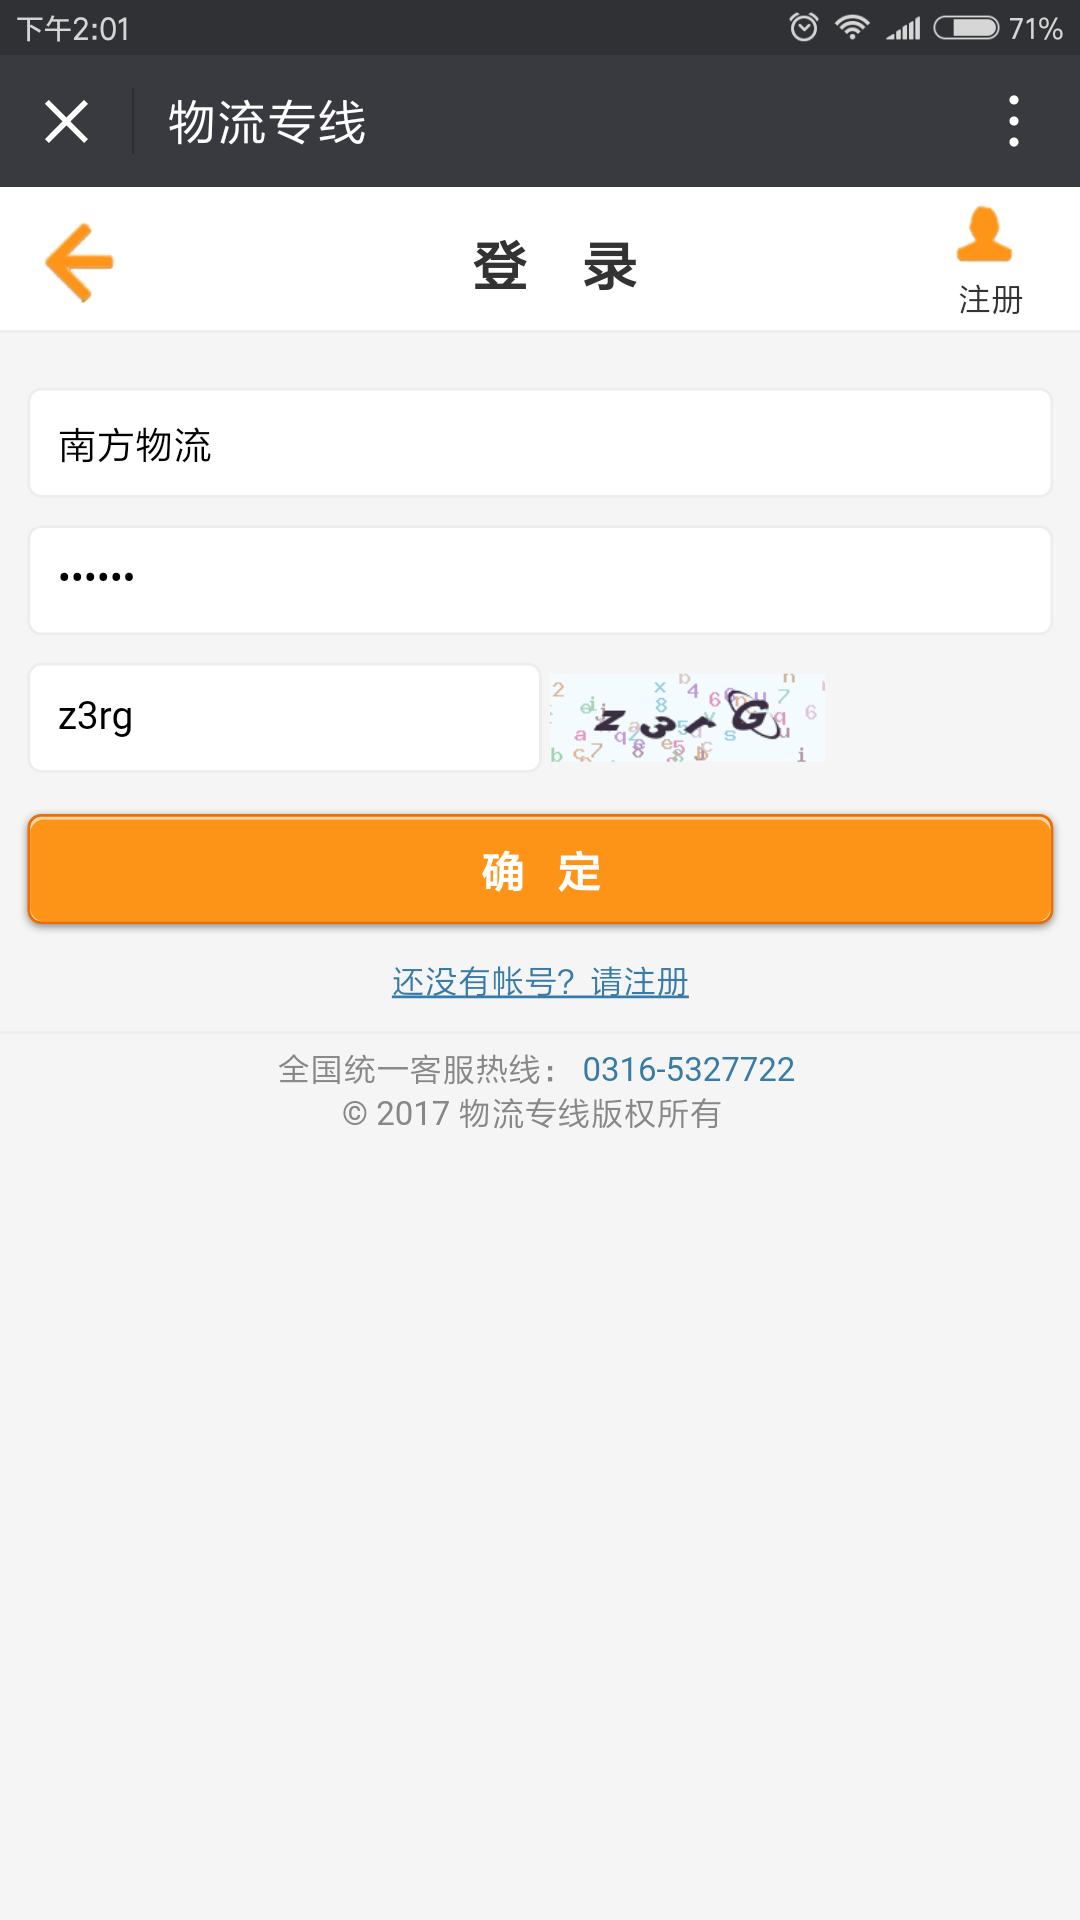 下午2:01 71%
物流专线
登 录
注册
南方物流
••••••
z3rg
z3rG
确 定
还没有帐号？请注册
全国统一客服热线： 0316-5327722
© 2017 物流专线版权所有